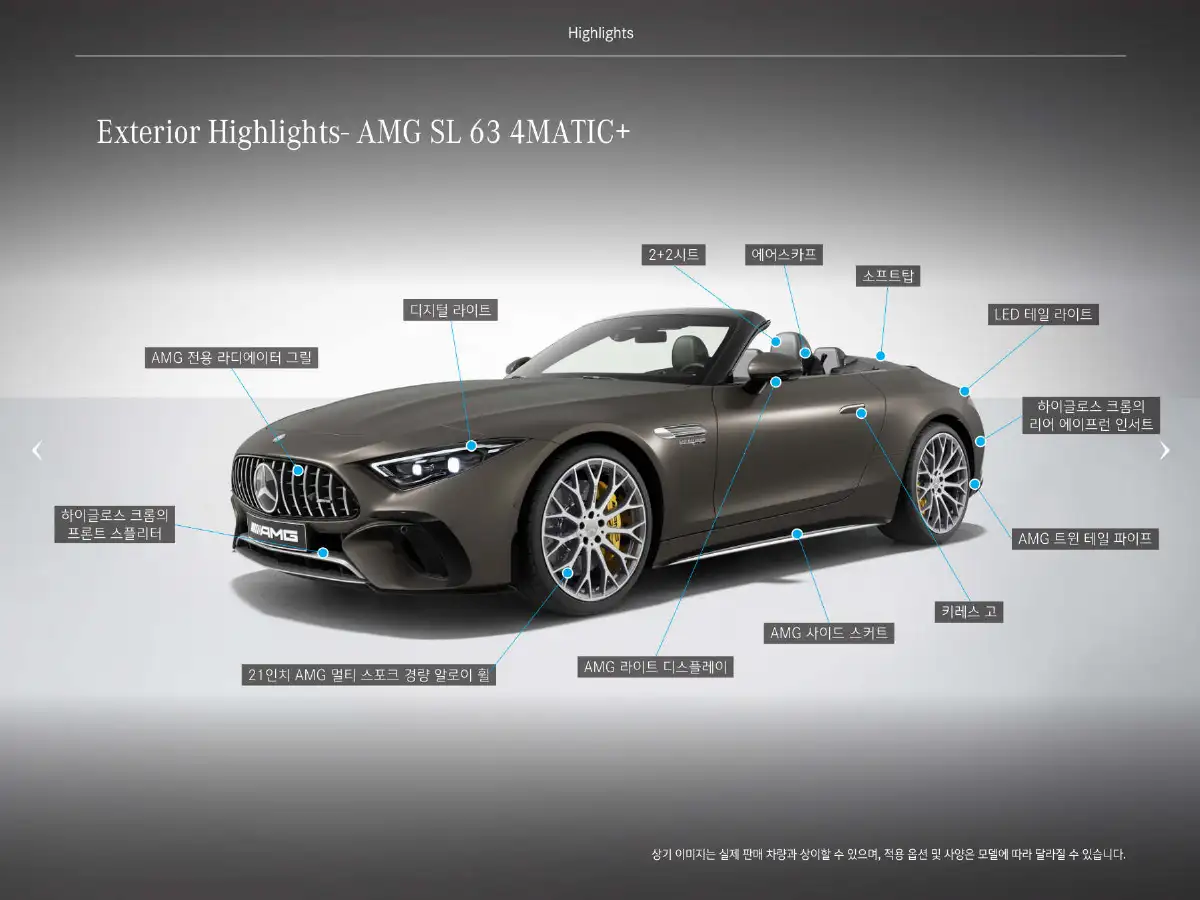 Highlights
Exterior Highlights- AMG SL 63 4MATIC+
2+2시트
에어스카프
소프트탑
디지털 라이트
LED 테일 라이트
AMG 전용 라디에이터 그릴
하이글로스 크롬의
리어 에이프런 인서트
하이글로스 크롬의
프론트 스플리터
AMG
AMG 트윈 테일 파이프
키레스 고
AMG 사이드 스커트
AMG 라이트 디스플레이
21인치 AMG 멀티 스포크 경량 알로이 휠
상기 이미지는 실제 판매 차량과 상이할 수 있으며, 적용 옵션 및 사양은 모델에 따라 달라질 수 있습니다.